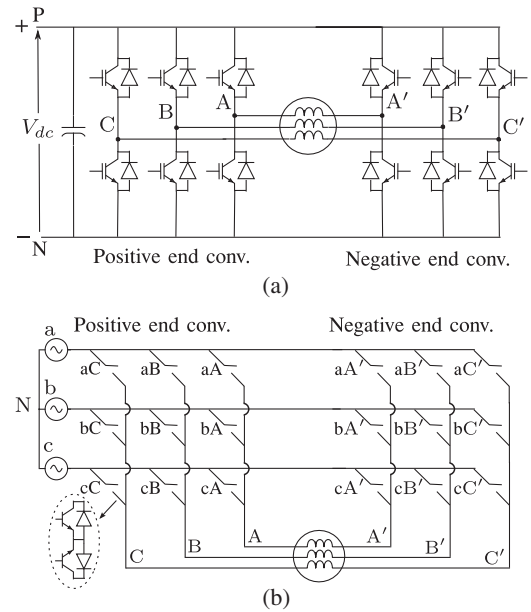 + P
A A′
V_dc C B B′ C′
− N
Positive end conv. Negative end conv.
(a)
a Positive end conv. Negative end conv.
aC aB aA aA′ aB′ aC′
N b
bC bB bA bA′ bB′ bC′
c
cC cB cA cA′ cB′ cC′
A A′
B B′
C C′
(b)